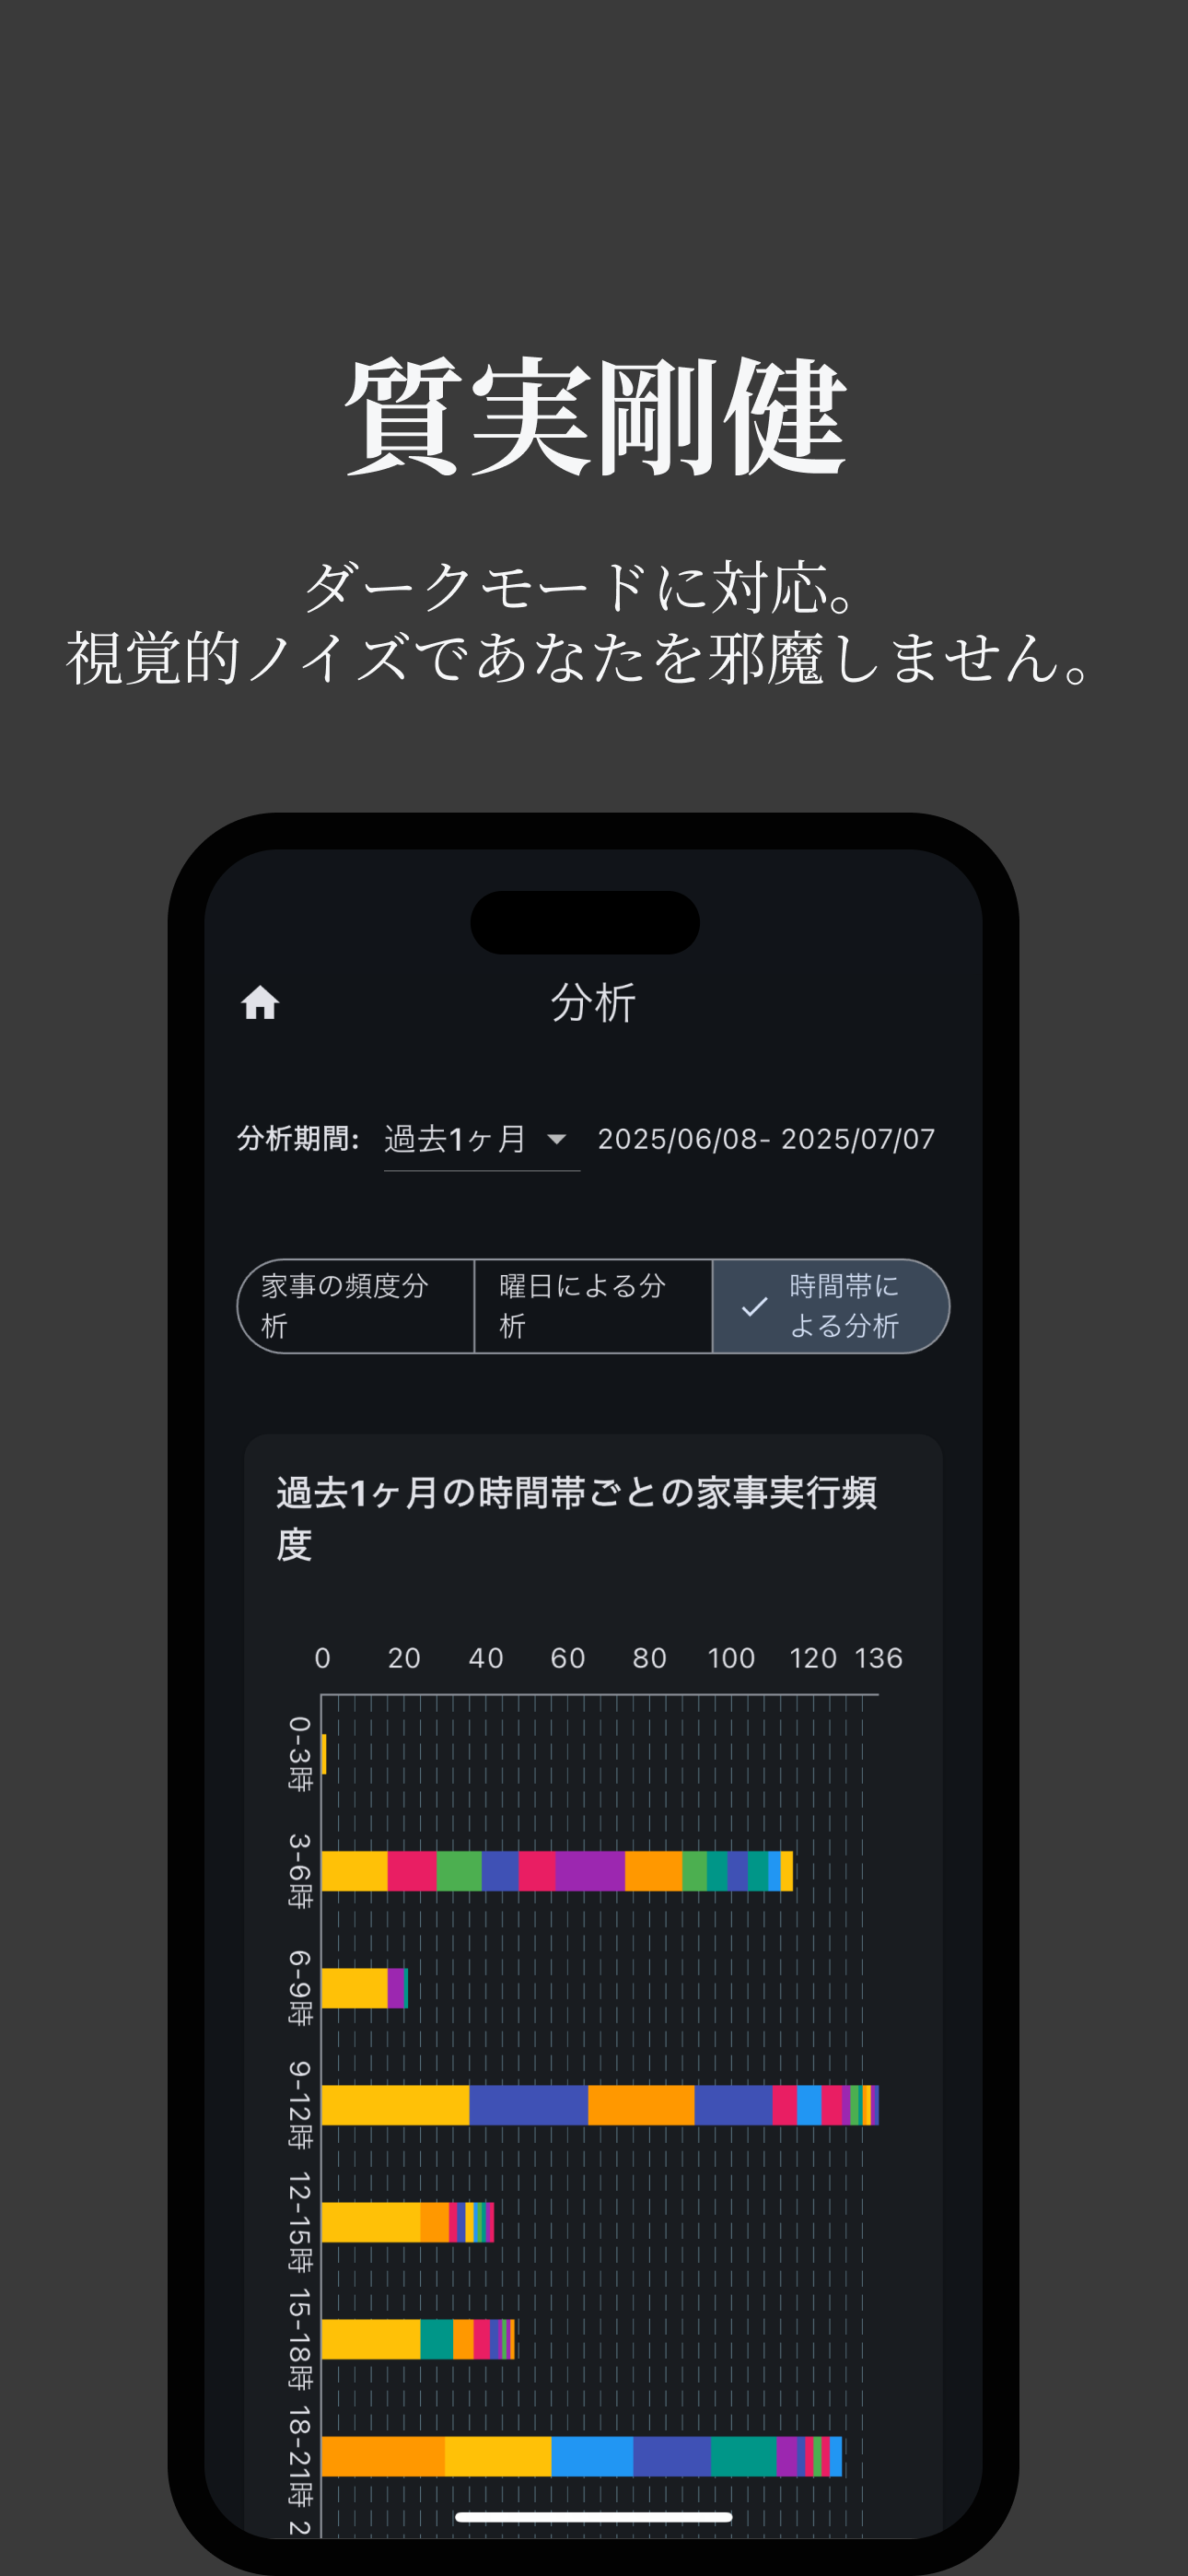 質実剛健
ダークモードに対応。
視覚的ノイズであなたを邪魔しません。
分析
分析期間:
過去1ヶ月
2025/06/08- 2025/07/07
家事の頻度分
析
曜日による分
析
時間帯に
よる分析
過去1ヶ月の時間帯ごとの家事実行頻
度
0 20 40 60 80 100 120 136
0-3時
3-6時
6-9時
9-12時
12-15時
15-18時
18-21時
2